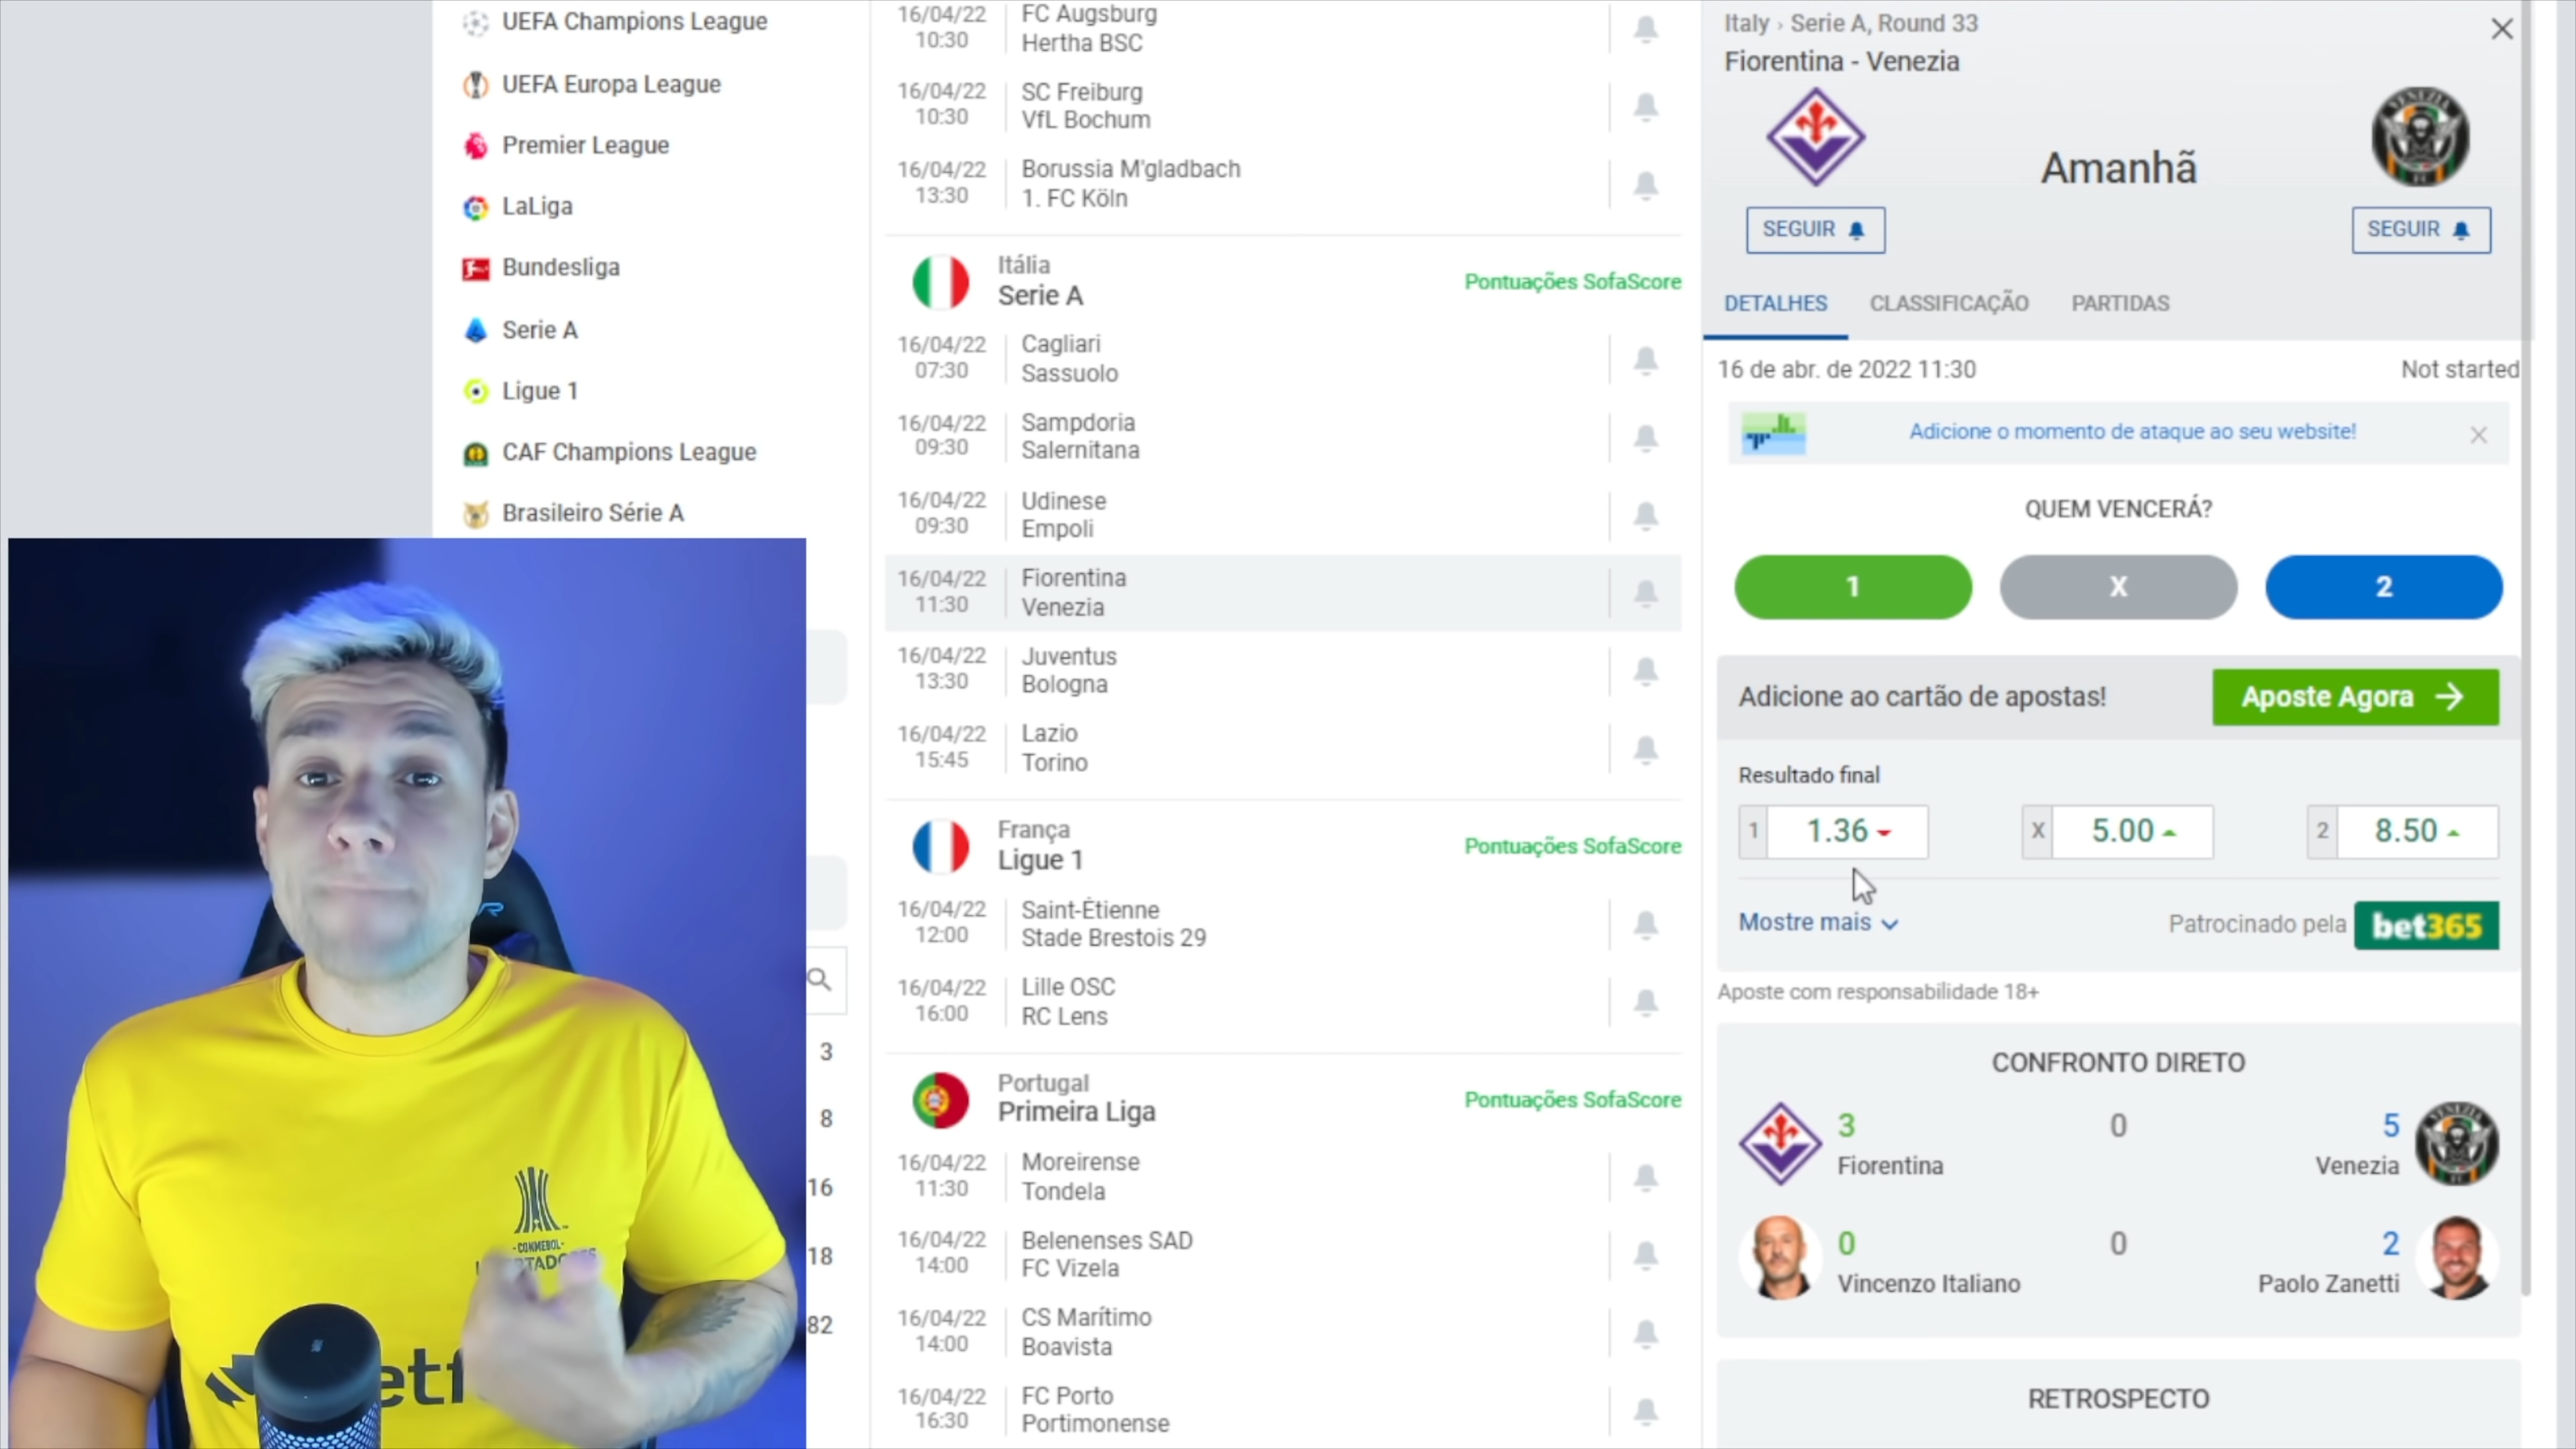 UEFA Champions League
UEFA Europa League
Premier League
LaLiga
Bundesliga
Serie A
Ligue 1
CAF Champions League
Brasileiro Série A
3
8
16
18
82
-CONMEBOL-
16/04/22 FC Augsburg
10:30 Hertha BSC
16/04/22 SC Freiburg
10:30 VfL Bochum
16/04/22 Borussia M'gladbach
13:30 1. FC Köln
Itália
Serie A Pontuações SofaScore
16/04/22 Cagliari
07:30 Sassuolo
16/04/22 Sampdoria
09:30 Salernitana
16/04/22 Udinese
09:30 Empoli
16/04/22 Fiorentina
11:30 Venezia
16/04/22 Juventus
13:30 Bologna
16/04/22 Lazio
15:45 Torino
França
Ligue 1 Pontuações SofaScore
16/04/22 Saint-Étienne
12:00 Stade Brestois 29
16/04/22 Lille OSC
16:00 RC Lens
Portugal
Primeira Liga Pontuações SofaScore
16/04/22 Moreirense
11:30 Tondela
16/04/22 Belenenses SAD
14:00 FC Vizela
16/04/22 CS Marítimo
14:00 Boavista
16/04/22 FC Porto
16:30 Portimonense
Italy › Serie A, Round 33
Fiorentina - Venezia
Amanhã
SEGUIR SEGUIR
DETALHES CLASSIFICAÇÃO PARTIDAS
16 de abr. de 2022 11:30 Not started
Adicione o momento de ataque ao seu website!
QUEM VENCERÁ?
1 X 2
Adicione ao cartão de apostas! Aposte Agora
Resultado final
1 1.36 X 5.00 2 8.50
Mostre mais Patrocinado pela bet365
Aposte com responsabilidade 18+
CONFRONTO DIRETO
3 0 5
Fiorentina Venezia
0 0 2
Vincenzo Italiano Paolo Zanetti
RETROSPECTO